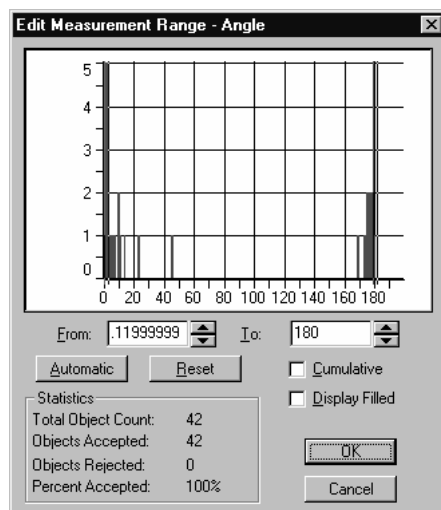 Edit Measurement Range - Angle
5
4
3
2
1
0
0 20 40 60 80 100 120 140 160 180
From: .11999999 To: 180
Automatic Reset Cumulative
Display Filled
Statistics
Total Object Count: 42
Objects Accepted: 42
Objects Rejected: 0
Percent Accepted: 100%
OK
Cancel